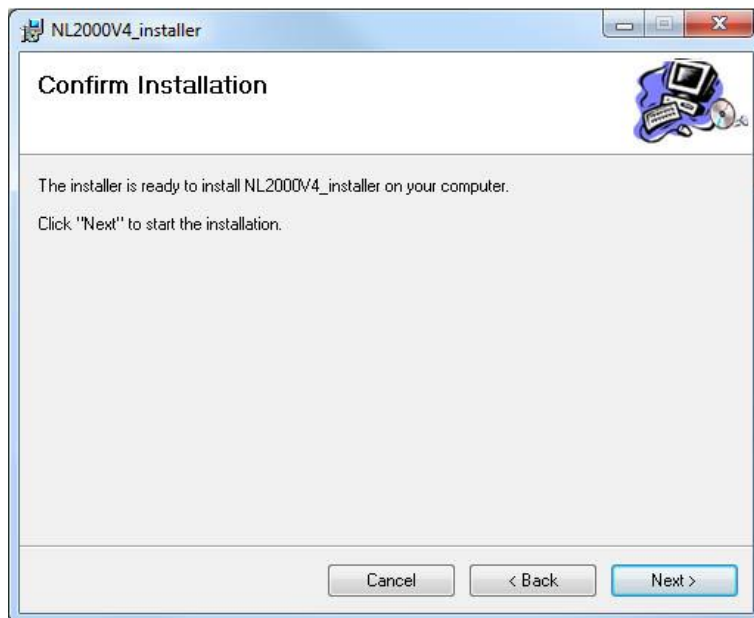 NL2000V4_installer
Confirm Installation
The installer is ready to install NL2000V4_installer on your computer.
Click "Next" to start the installation.
Cancel
< Back
Next >